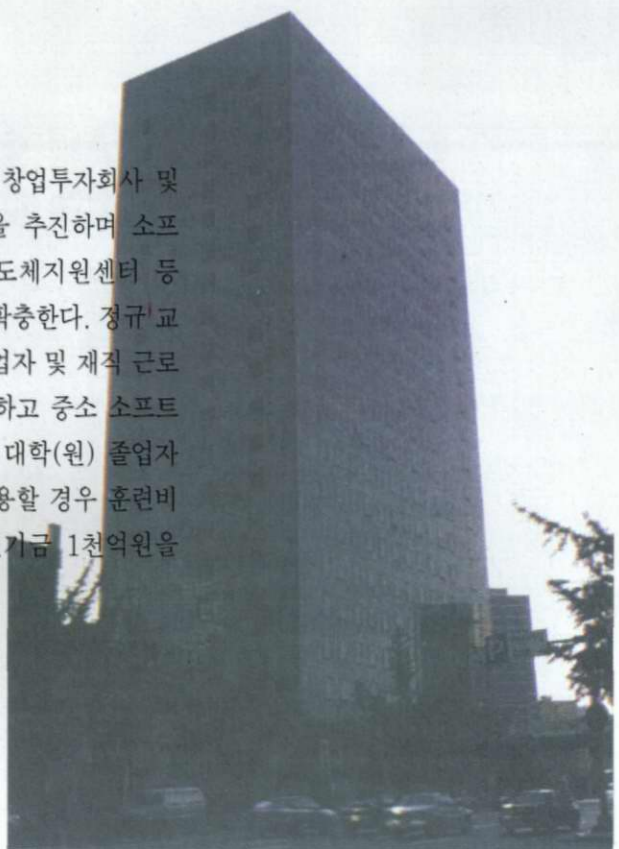 창업투자회사 및
을 추진하며 소프
도체지원센터 등
확충한다. 정규 교
업자 및 재직 근로
하고 중소 소프트
대학(원) 졸업자
용할 경우 훈련비
기금 1천억원을
P